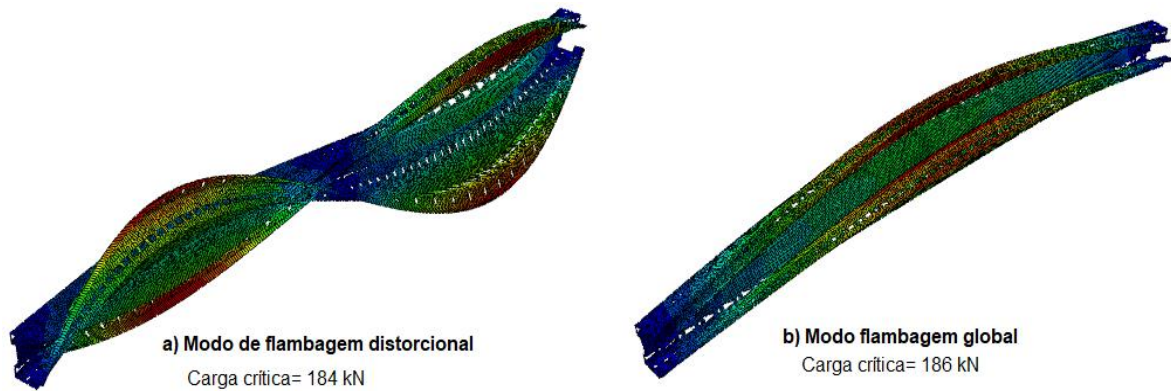 a) Modo de flambagem distorcional
Carga crítica= 184 kN
b) Modo flambagem global
Carga crítica= 186 kN